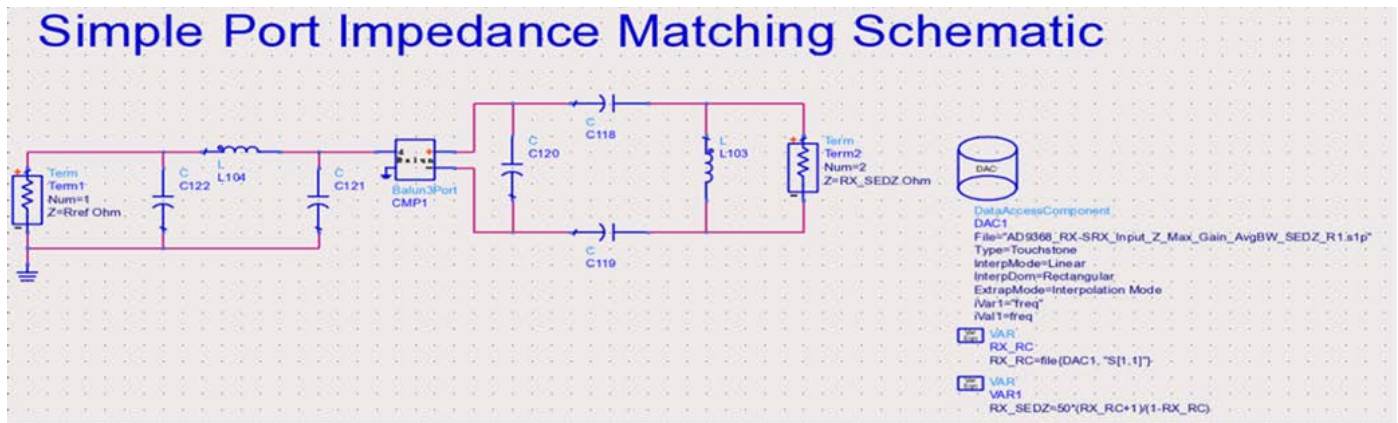 Simple Port Impedance Matching Schematic
Term
Term1
Num=1
Z=Rref Ohm
C
C122
L
L104
C
C121
Balun3Port
CMP1
C
C120
C
C118
C
C119
L
L103
Term
Term2
Num=2
Z=RX_SEDZ Ohm
DAC
DataAccessComponent
DAC1
File="AD9368_RX-SRX_Input_Z_Max_Gain_AvgBW_SEDZ_R1.s1p"
Type=Touchstone
InterpMode=Linear
InterpDom=Rectangular
ExtrapMode=Interpolation Mode
iVar1="freq"
iVal1=freq
VAR
RX_RC
RX_RC=file{DAC1, "S[1,1]"}
VAR
VAR1
RX_SEDZ=50*(RX_RC+1)/(1-RX_RC)